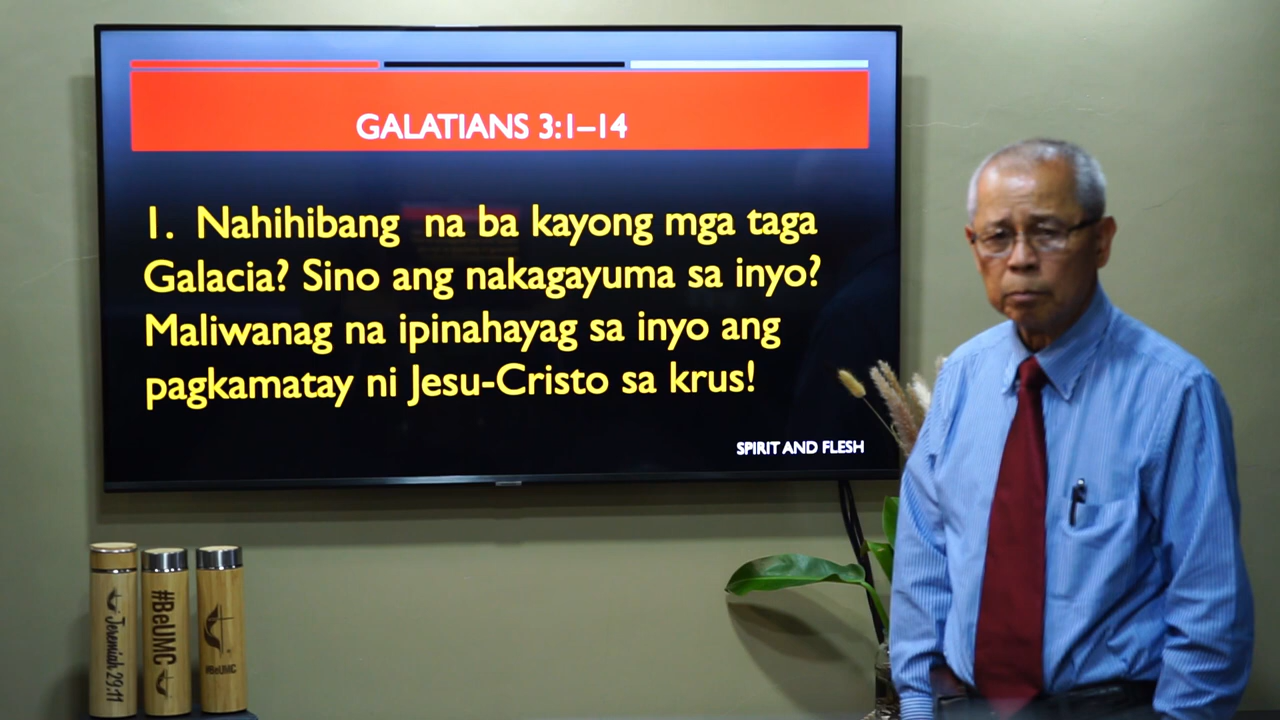 GALATIANS 3:1–14
1. Nahihibang na ba kayong mga taga
Galacia? Sino ang nakagayuma sa inyo?
Maliwanag na ipinahayag sa inyo ang
pagkamatay ni Jesu-Cristo sa krus!
SPIRIT AND FLESH
Jeremiah 29:11
#BeUMC
#BeUMC